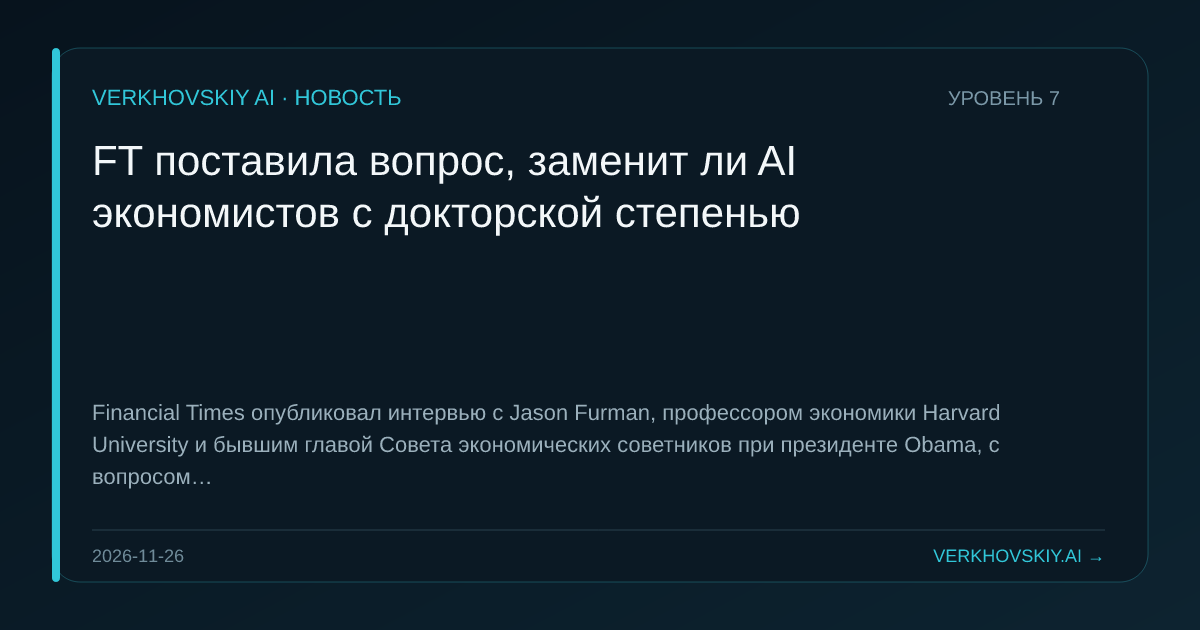 VERKHOVSKIY AI · НОВОСТЬ
УРОВЕНЬ 7
FT поставила вопрос, заменит ли AI
экономистов с докторской степенью
Financial Times опубликовал интервью с Jason Furman, профессором экономики Harvard
University и бывшим главой Совета экономических советников при президенте Obama, с
вопросом…
2026-11-26
VERKHOVSKIY.AI →